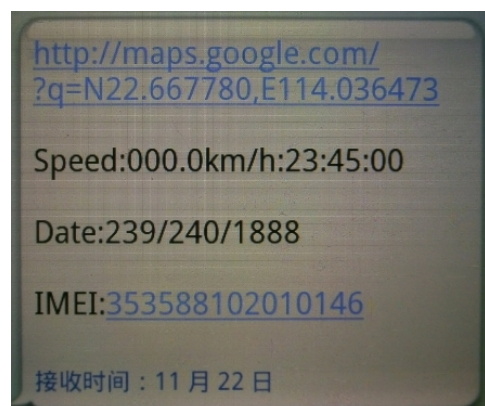 http://maps.google.com/
?q=N22.667780,E114.036473
Speed:000.0km/h:23:45:00
Date:239/240/1888
IMEI:353588102010146
接收时间：11 月 22 日